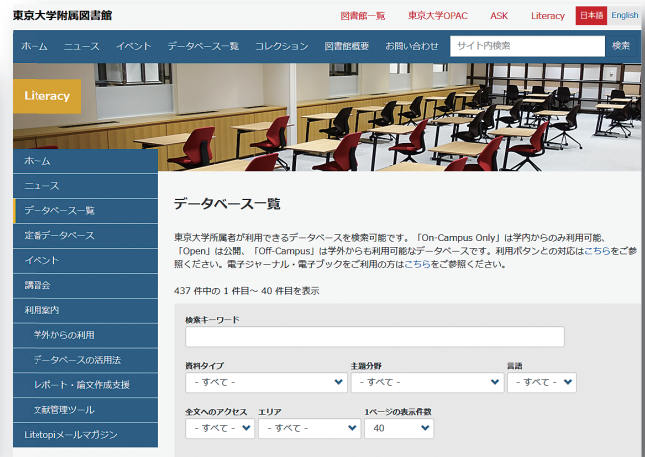 東京大学附属図書館
図書館一覧 東京大学OPAC ASK Literacy 日本語 English
ホーム ニュース イベント データベース一覧 コレクション 図書館概要 お問い合わせ サイト内検索 検索
Literacy
ホーム
ニュース
データベース一覧
定番データベース
イベント
講習会
利用案内
学外からの利用
データベースの活用法
レポート・論文作成支援
文献管理ツール
Litetopiメールマガジン
データベース一覧
東京大学所属者が利用できるデータベースを検索可能です。「On-Campus Only」は学内からのみ利用可能、
「Open」は公開、「Off-Campus」は学外からも利用可能なデータベースです。利用ボタンとの対応はこちらをご参
照ください。電子ジャーナル・電子ブックをご利用の方はこちらをご参照ください。
437 件中の 1 件目～ 40 件目を表示
検索キーワード
資料タイプ 主題分野 言語
- すべて - - すべて - - すべて -
全文へのアクセス エリア 1ページの表示件数
- すべて - - すべて - 40